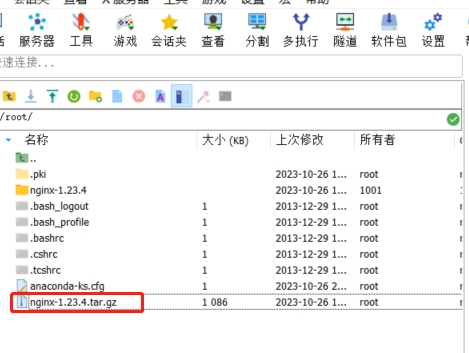 服务器 工具 游戏 会话夹 查看 分割 多执行 隧道 软件包 设置
速连接...
/root/
名称 大小 (KB) 上次修改 所有者
..
.pki 2023-10-26 1... root
nginx-1.23.4 2023-10-26 1... 1001
.bash_logout 1 2013-12-29 1... root
.bash_profile 1 2013-12-29 1... root
.bashrc 1 2013-12-29 1... root
.cshrc 1 2013-12-29 1... root
.tcshrc 1 2013-12-29 1... root
anaconda-ks.cfg 1 2023-10-26 2... root
nginx-1.23.4.tar.gz 1 086 2023-10-26 1... root